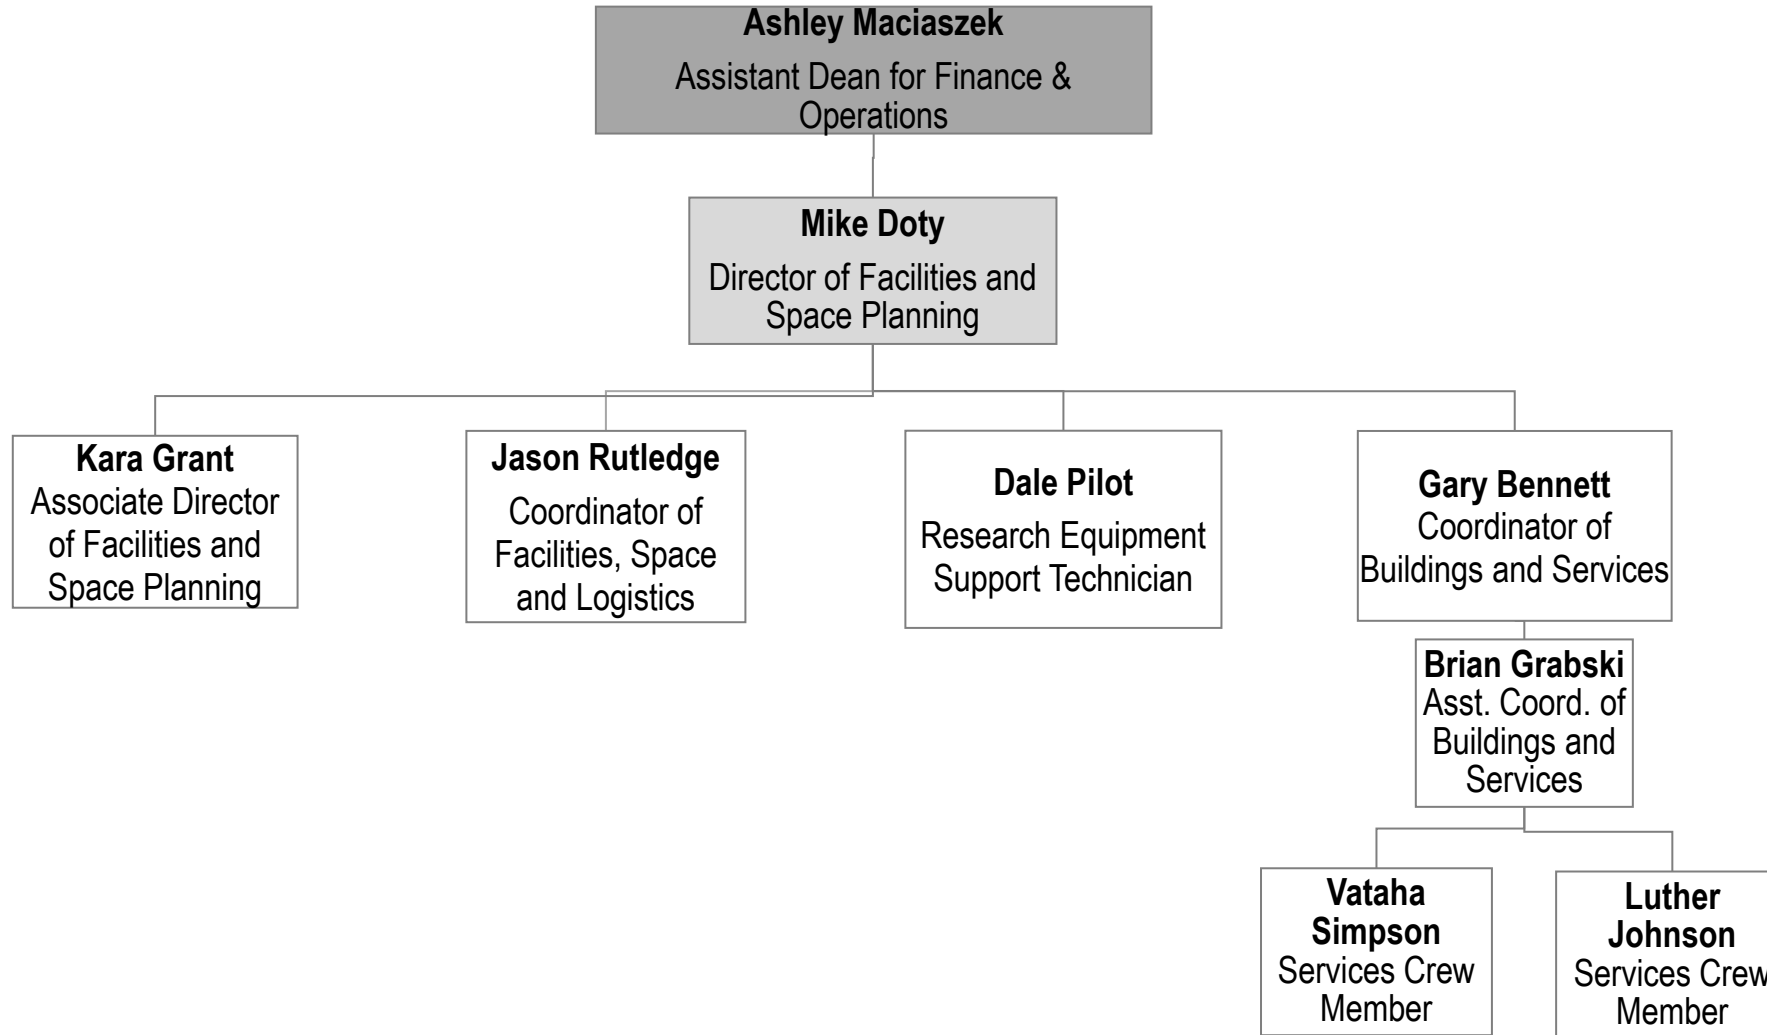 Ashley Maciaszek
Assistant Dean for Finance &
Operations
Mike Doty
Director of Facilities and
Space Planning
Kara Grant
Associate Director
of Facilities and
Space Planning
Jason Rutledge
Coordinator of
Facilities, Space
and Logistics
Dale Pilot
Research Equipment
Support Technician
Gary Bennett
Coordinator of
Buildings and Services
Brian Grabski
Asst. Coord. of
Buildings and
Services
Vataha
Simpson
Services Crew
Member
Luther
Johnson
Services Crew
Member